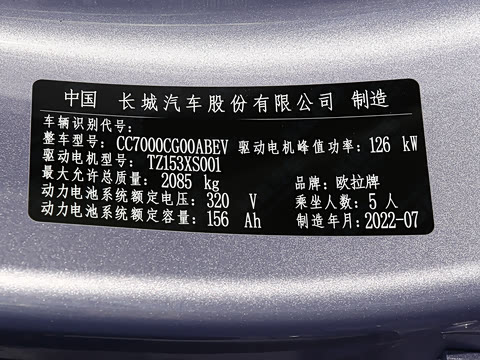 中国 长城汽车股份有限公司 制造
车辆识别代号:
整车型号: CC7000CG00ABEV 驱动电机峰值功率: 126 kW
驱动电机型号: TZ153XS001
最大允许总质量: 2085 kg 品牌: 欧拉牌
动力电池系统额定电压: 320 V 乘坐人数: 5 人
动力电池系统额定容量: 156 Ah 制造年月: 2022-07